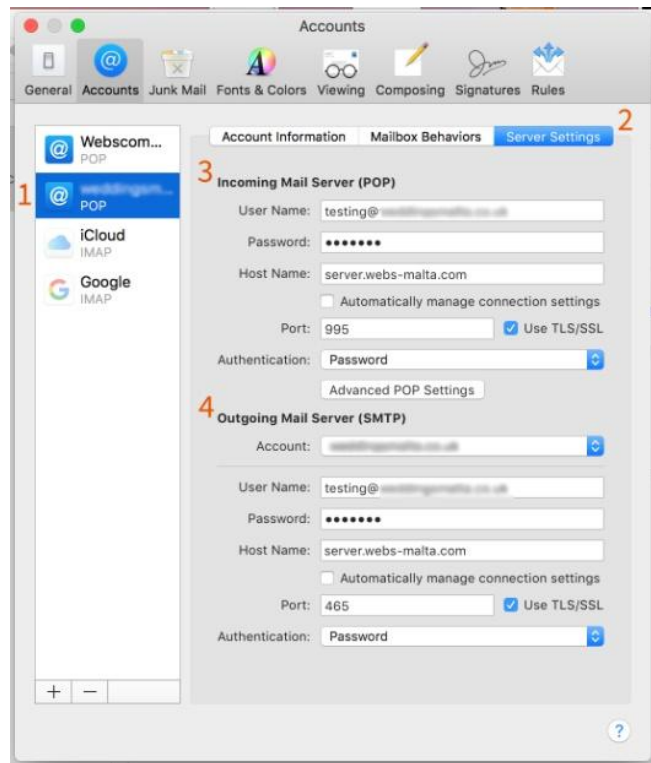 Accounts
General Accounts Junk Mail Fonts & Colors Viewing Composing Signatures Rules
2
Webscom...
POP
Account Information Mailbox Behaviors Server Settings
1
POP
iCloud
IMAP
Google
IMAP
3
Incoming Mail Server (POP)
User Name: testing@
Password: •••••••
Host Name: server.webs-malta.com
Automatically manage connection settings
Port: 995 Use TLS/SSL
Authentication: Password
Advanced POP Settings
4
Outgoing Mail Server (SMTP)
Account:
User Name: testing@
Password: •••••••
Host Name: server.webs-malta.com
Automatically manage connection settings
Port: 465 Use TLS/SSL
Authentication: Password
+ −
?